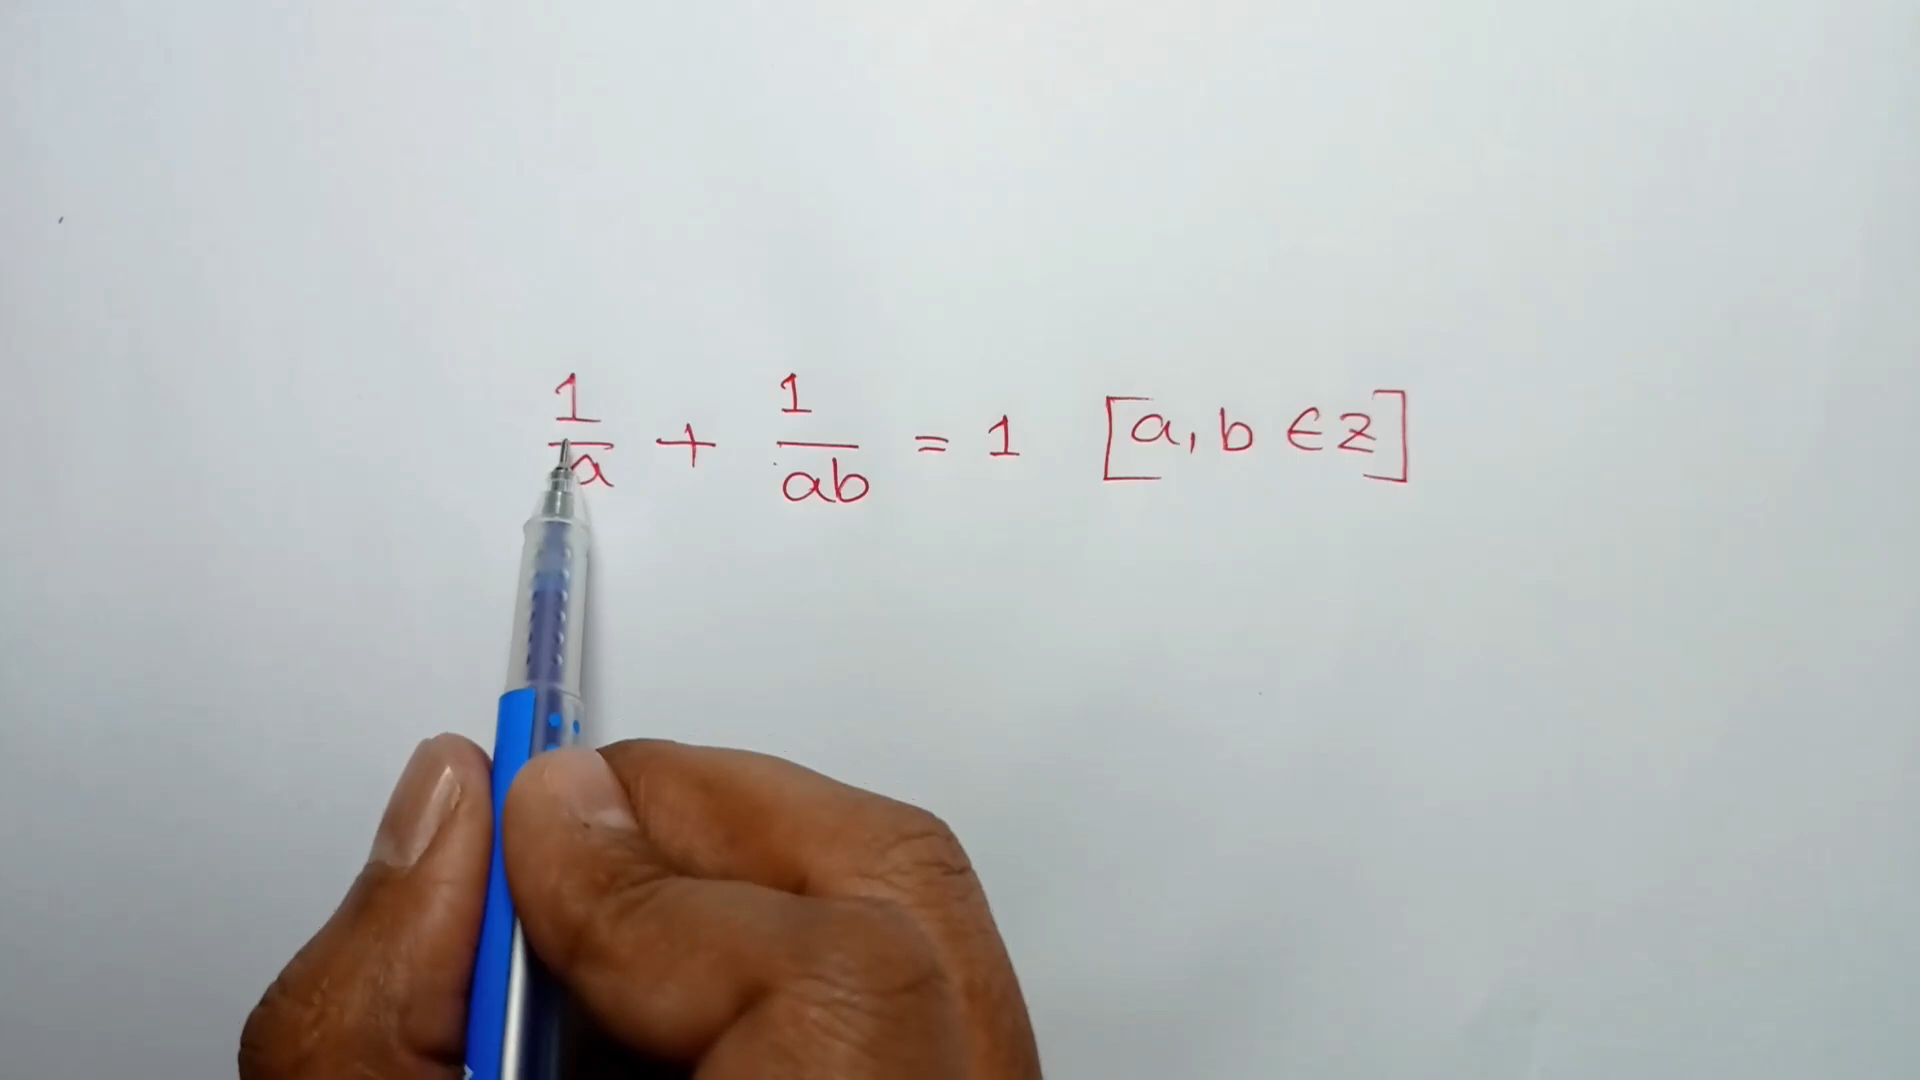 1/a + 1/ab = 1 [a, b ∈ z]